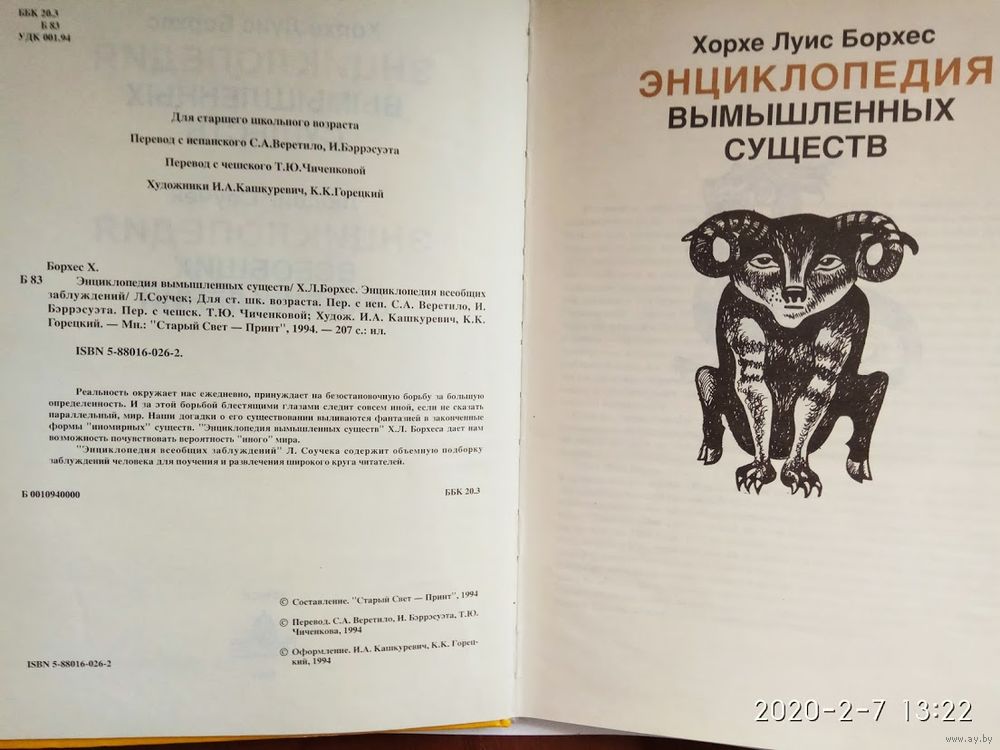 ББК 20.3
Б 83
УДК 001.94
Для старшего школьного возраста
Перевод с испанского С.А.Веретило, И.Бэррэсуэта
Перевод с чешского Т.Ю.Чиченковой
Художники И.А.Кашкуревич, К.К.Горецкий
Борхес Х.
Б 83 Энциклопедия вымышленных существ/ Х.Л.Борхес. Энциклопедия всеобщих
заблуждений/ Л.Соучек; Для ст. шк. возраста. Пер. с исп. С.А. Веретило, И.
Бэррэсуэта. Пер. с чешск. Т.Ю. Чиченковой; Худож. И.А. Кашкуревич, К.К.
Горецкий. — Мн.: "Старый Свет — Принт", 1994. — 207 с.: ил.
ISBN 5-88016-026-2.
Реальность окружает нас ежедневно, принуждает на безостановочную борьбу за большую
определенность. И за этой борьбой блестящими глазами следит совсем иной, если не сказать
параллельный, мир. Наши догадки о его существовании выливаются фантазией в законченные
формы "иномирных" существ. "Энциклопедия вымышленных существ" Х.Л. Борхеса дает нам
возможность почувствовать вероятность "иного" мира.
"Энциклопедия всеобщих заблуждений" Л. Соучека содержит объемную подборку
заблуждений человека для поучения и развлечения широкого круга читателей.
Б 0010940000 ББК 20.3
© Составление. "Старый Свет — Принт", 1994
© Перевод. С.А. Веретило, И. Бэррэсуэта, Т.Ю.
Чиченкова, 1994
© Оформление. И.А. Кашкуревич, К.К. Горец-
кий, 1994
ISBN 5-88016-026-2
Хорхе Луис Борхес
ЭНЦИКЛОПЕДИЯ
ВЫМЫШЛЕННЫХ
СУЩЕСТВ
2020-2-7 13:22
www.ay.by